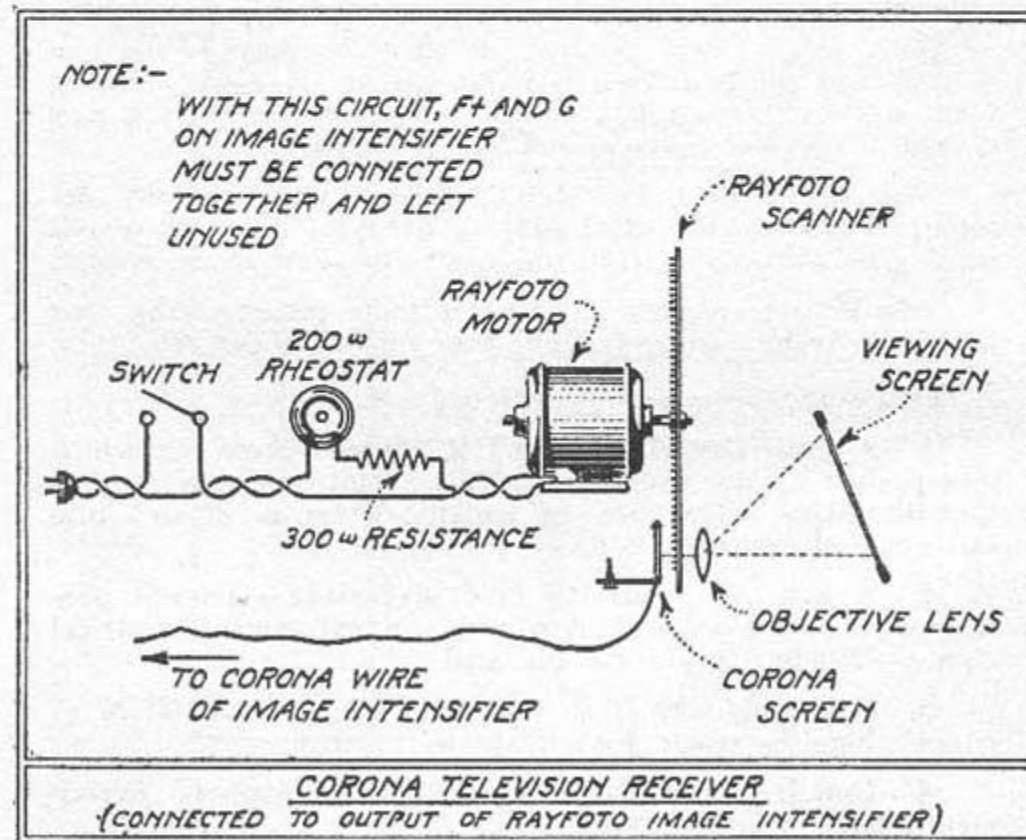 NOTE:-
WITH THIS CIRCUIT, F+ AND G
ON IMAGE INTENSIFIER
MUST BE CONNECTED
TOGETHER AND LEFT
UNUSED
RAYFOTO
SCANNER
RAYFOTO
MOTOR
VIEWING
SCREEN
200 ω
RHEOSTAT
SWITCH
300 ω RESISTANCE
OBJECTIVE LENS
CORONA
SCREEN
TO CORONA WIRE
OF IMAGE INTENSIFIER
CORONA TELEVISION RECEIVER
(CONNECTED TO OUTPUT OF RAYFOTO IMAGE INTENSIFIER)